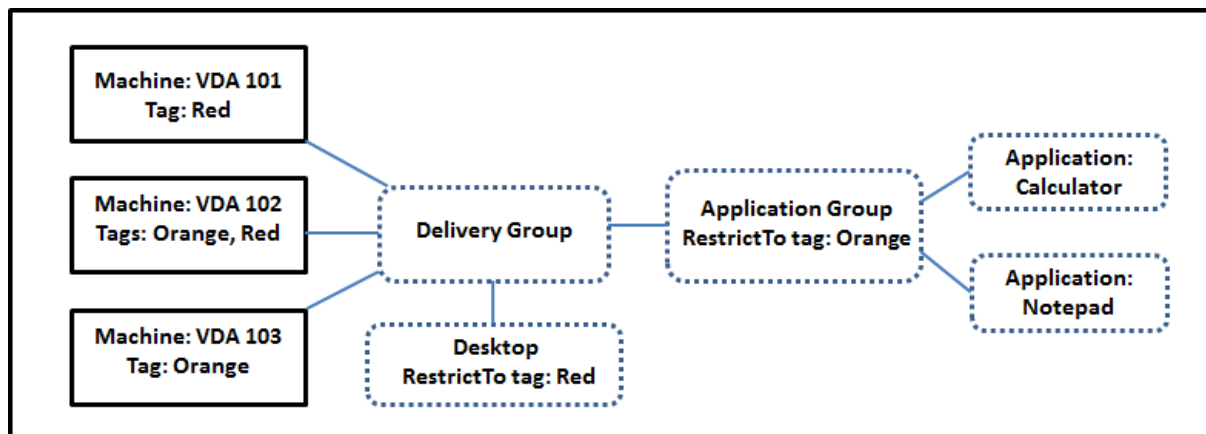 Machine: VDA 101
Tag: Red
Machine: VDA 102
Tags: Orange, Red
Machine: VDA 103
Tag: Orange
Delivery Group
Desktop
RestrictTo tag: Red
Application Group
RestrictTo tag: Orange
Application:
Calculator
Application:
Notepad